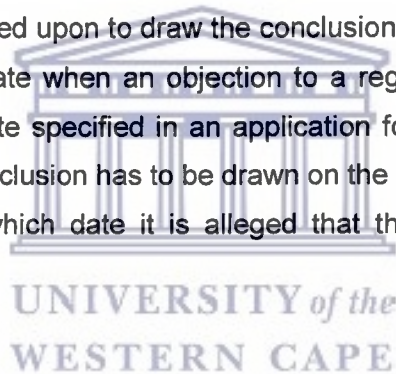 ed upon to draw the conclusion
ate when an objection to a reg
te specified in an application fo
clusion has to be drawn on the
which date it is alleged that th
UNIVERSITY of the
WESTERN CAPE